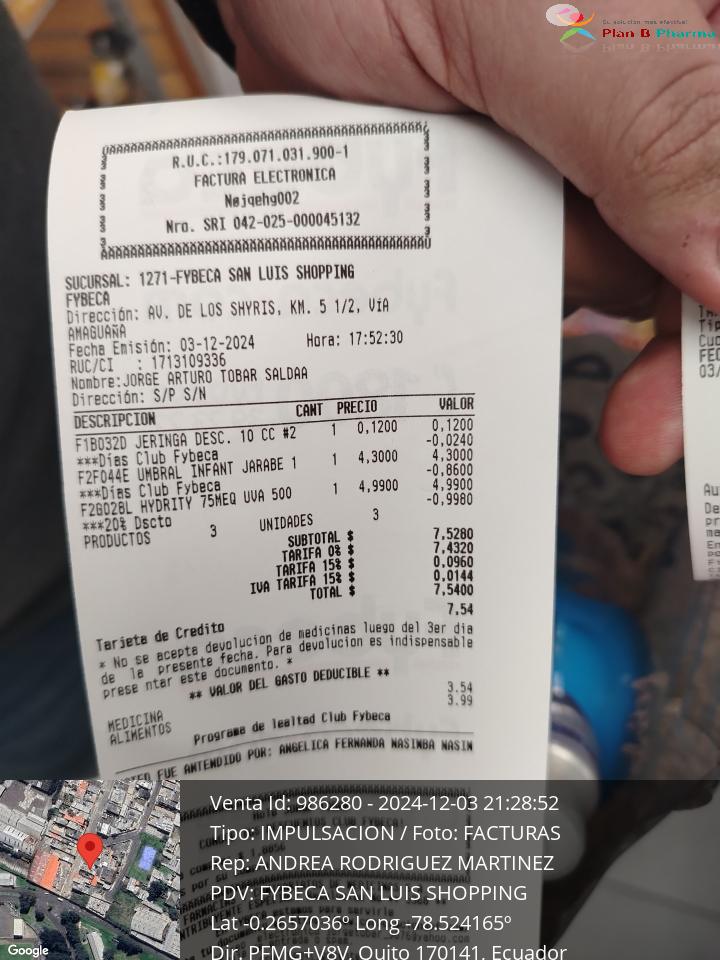 Su solucion, mas efectiva!
Plan B Pharma
R.U.C.:179.071.031.900-1
FACTURA ELECTRONICA
Nøjqehg002
Nro. SRI 042-025-000045132
SUCURSAL: 1271-FYBECA SAN LUIS SHOPPING
FYBECA
Dirección: AV. DE LOS SHYRIS, KM. 5 1/2, VíA
AMAGUAñA
Fecha Emisión: 03-12-2024 Hora: 17:52:30
RUC/CI : 1713109336
Nombre:JORGE ARTURO TOBAR SALDAA
Dirección: S/P S/N
DESCRIPCION CANT PRECIO VALOR
F1B032D JERINGA DESC. 10 CC #2 1 0,1200 0,1200
***Días Club Fybeca -0,0240
F2F044E UMBRAL INFANT JARABE 1 1 4,3000 4,3000
***Días Club Fybeca -0,8600
F2G028L HYDRITY 75MEQ UVA 500 1 4,9900 4,9900
***20% Dscto -0,9980
PRODUCTOS 3 UNIDADES 3
SUBTOTAL $ 7,5280
TARIFA 0% $ 7,4320
TARIFA 15% $ 0,0960
IVA TARIFA 15% $ 0,0144
TOTAL $ 7,5400
Tarjeta de Credito 7.54
* No se acepta devolucion de medicinas luego del 3er dia
de la presente fecha. Para devolucion es indispensable
prese ntar este documento. *
** VALOR DEL GASTO DEDUCIBLE **
MEDICINA 3.54
ALIMENTOS 3.99
Programa de lealtad Club Fybeca
FUE ANTENDIDO POR: ANGELICA FERNANDA NASIMBA NASIN
Venta Id: 986280 - 2024-12-03 21:28:52
Tipo: IMPULSACION / Foto: FACTURAS
Rep: ANDREA RODRIGUEZ MARTINEZ
PDV: FYBECA SAN LUIS SHOPPING
Lat -0.2657036º Long -78.524165º
Dir. PFMG+V8V, Quito 170141, Ecuador
Google